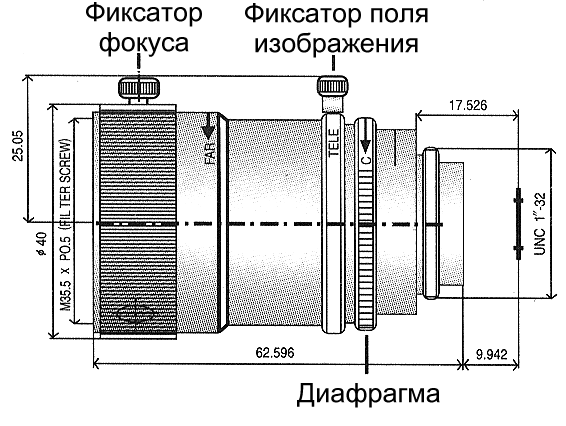 Фиксатор
фокуса
Фиксатор поля
изображения
17.526
25.05
FAR
TELE
C
ϕ 40
M35.5 x P0.5 (FILTER SCREW)
UNC 1"-32
62.596
9.942
Диафрагма